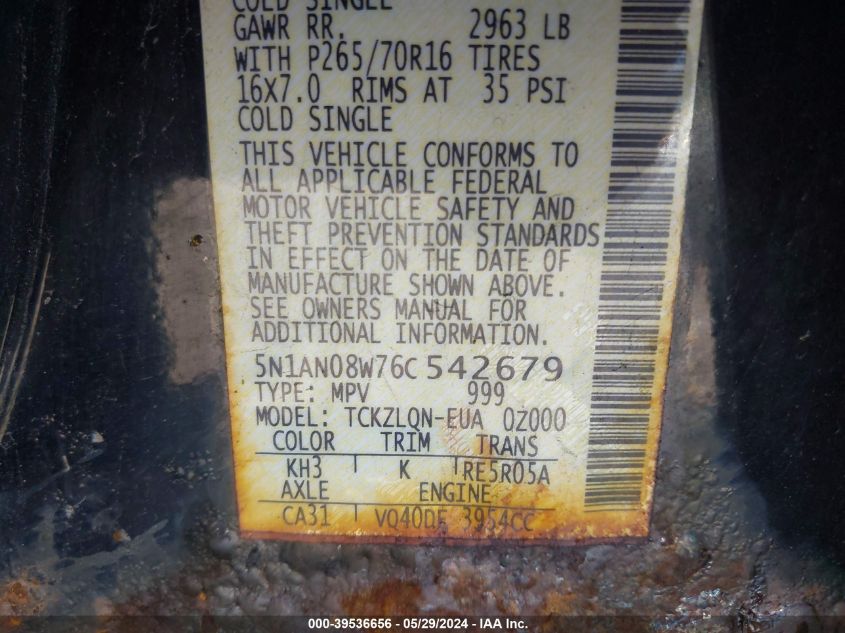 COLD SINGLE
GAWR RR. 2963 LB
WITH P265/70R16 TIRES
16X7.0 RIMS AT 35 PSI
COLD SINGLE
THIS VEHICLE CONFORMS TO
ALL APPLICABLE FEDERAL
MOTOR VEHICLE SAFETY AND
THEFT PREVENTION STANDARDS
IN EFFECT ON THE DATE OF
MANUFACTURE SHOWN ABOVE.
SEE OWNERS MANUAL FOR
ADDITIONAL INFORMATION.
5N1AN08W76C542679
TYPE: MPV 999
MODEL: TCKZLQN-EUA 0Z000
COLOR TRIM TRANS
KH3 K RE5R05A
AXLE ENGINE
CA31 VQ40DE 3954CC
000-39536656 - 05/29/2024 - IAA Inc.